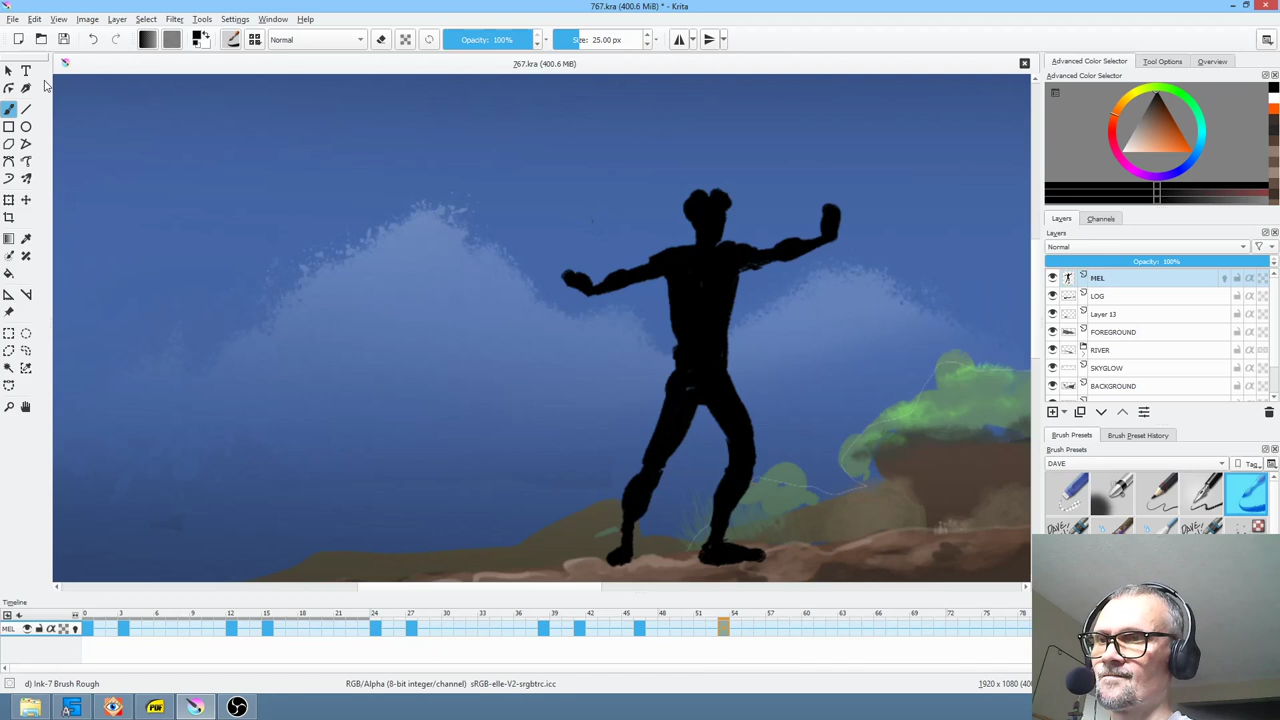 767.kra (400.6 MiB) * - Krita
File Edit View Image Layer Select Filter Tools Settings Window Help
Normal Opacity: 100% Size: 25.00 px
767.kra (400.6 MiB)
Advanced Color Selector Tool Options Overview
Advanced Color Selector
Layers Channels
Layers
Normal
Opacity: 100%
MEL
LOG
Layer 13
FOREGROUND
RIVER
SKYGLOW
BACKGROUND
Brush Presets Brush Preset History
Brush Presets
DAVE Tag
Timeline
0 3 6 9 12 15 18 21 24 27 30 33 36 39 42 45 48 51 54 57 60 63 66 69 72 75 78
MEL
d) Ink-7 Brush Rough RGB/Alpha (8-bit integer/channel) sRGB-elle-V2-srgbtrc.icc 1920 x 1080 (40
PDF